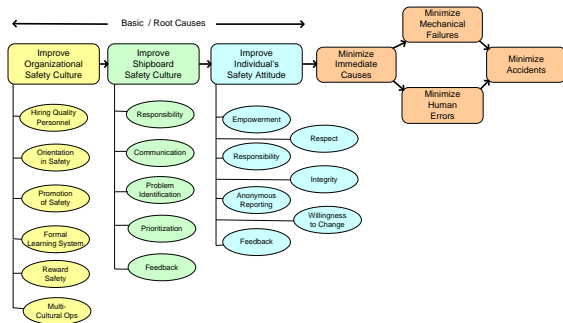 Basic / Root Causes
Improve
Organizational
Safety Culture
Improve
Shipboard
Safety Culture
Improve
Individual's
Safety Attitude
Minimize
Immediate
Causes
Minimize
Mechanical
Failures
Minimize
Human
Errors
Minimize
Accidents
Hiring Quality
Personnel
Orientation
in Safety
Promotion
of Safety
Formal
Learning System
Reward
Safety
Multi-
Cultural Ops
Responsibility
Communication
Problem
Identification
Prioritization
Feedback
Empowerment
Respect
Responsibility
Integrity
Anonymous
Reporting
Willingness
to Change
Feedback